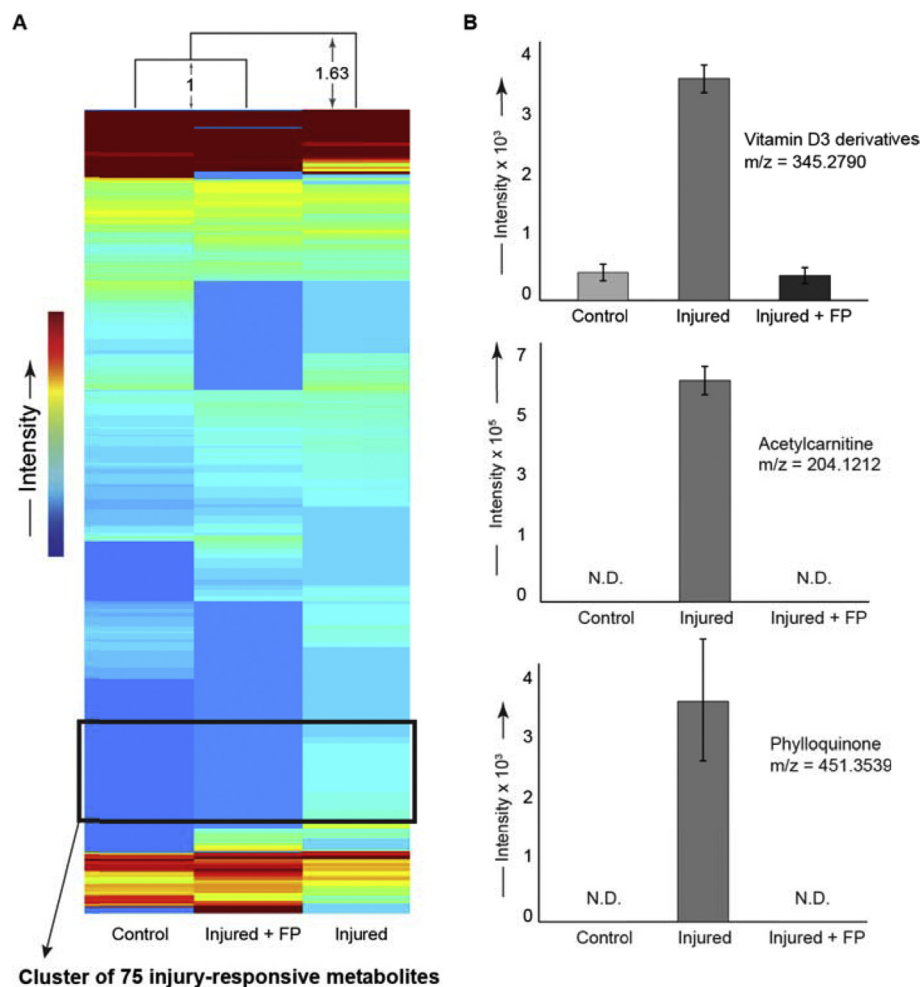 A
1
1.63
Intensity
Control
Injured + FP
Injured
Cluster of 75 injury-responsive metabolites
B
4
3
2
1
0
Intensity x 10³
Vitamin D3 derivatives
m/z = 345.2790
Control
Injured
Injured + FP
7
5
3
1
0
Intensity x 10⁵
Acetylcarnitine
m/z = 204.1212
N.D.
N.D.
Control
Injured
Injured + FP
4
3
2
1
0
Intensity x 10³
Phylloquinone
m/z = 451.3539
N.D.
N.D.
Control
Injured
Injured + FP